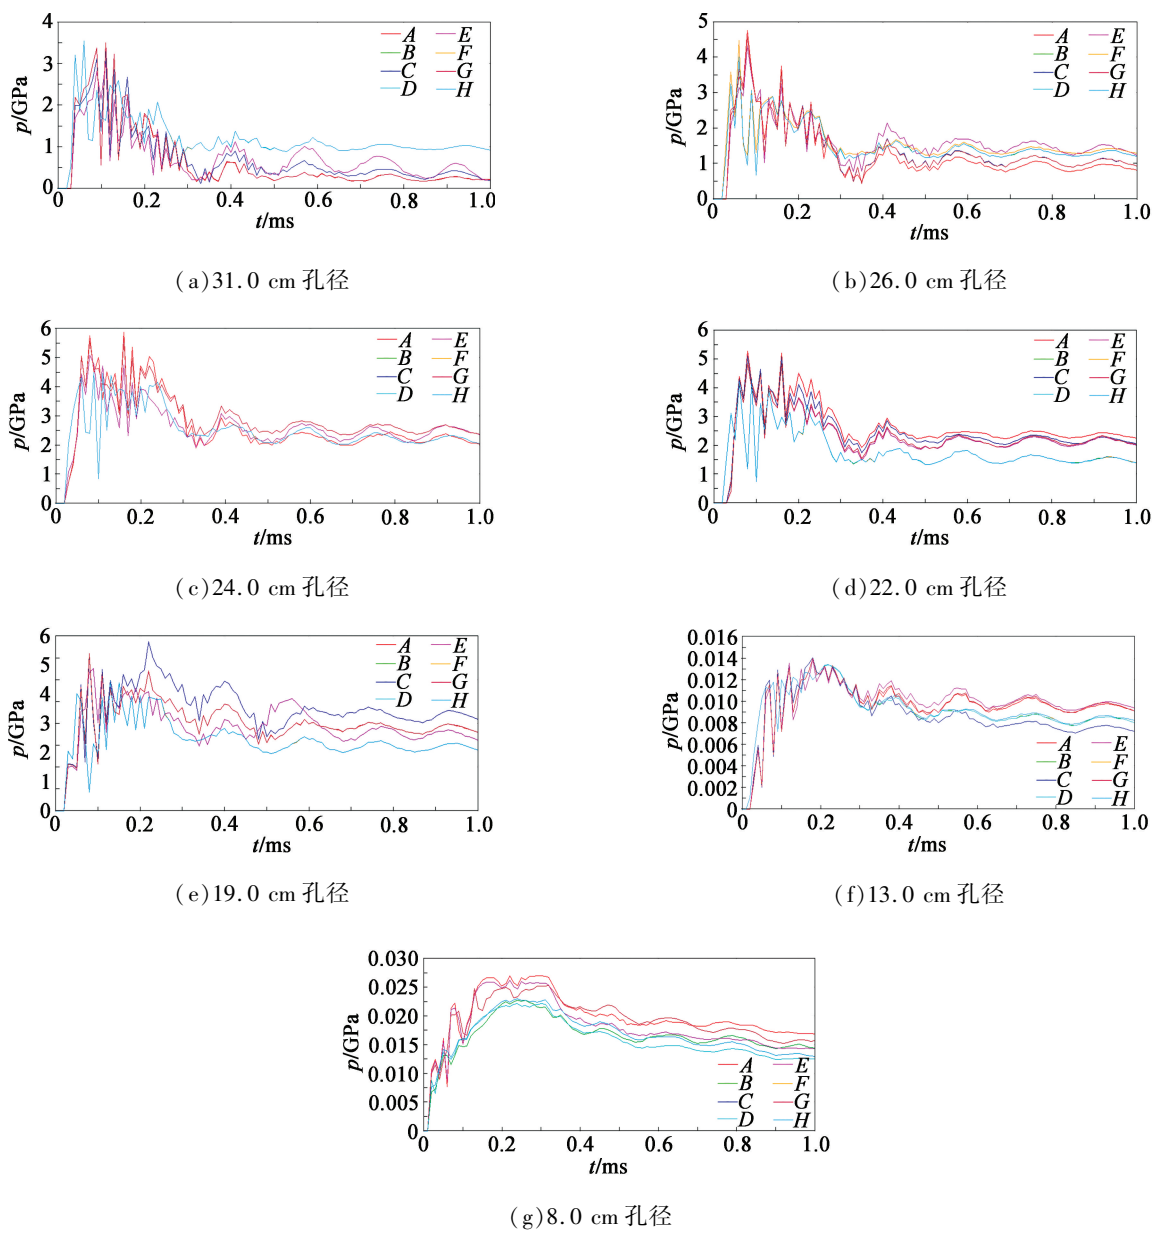 4
3
2
1
0
p/GPa
A E
B F
C G
D H
0 0.2 0.4 0.6 0.8 1.0
t/ms
(a)31.0 cm 孔径
5
4
3
2
1
0
p/GPa
A E
B F
C G
D H
0 0.2 0.4 0.6 0.8 1.0
t/ms
(b)26.0 cm 孔径
6
5
4
3
2
1
0
p/GPa
A E
B F
C G
D H
0 0.2 0.4 0.6 0.8 1.0
t/ms
(c)24.0 cm 孔径
6
5
4
3
2
1
0
p/GPa
A E
B F
C G
D H
0 0.2 0.4 0.6 0.8 1.0
t/ms
(d)22.0 cm 孔径
6
5
4
3
2
1
0
p/GPa
A E
B F
C G
D H
0 0.2 0.4 0.6 0.8 1.0
t/ms
(e)19.0 cm 孔径
0.016
0.014
0.012
0.010
0.008
0.006
0.004
0.002
0
p/GPa
A E
B F
C G
D H
0 0.2 0.4 0.6 0.8 1.0
t/ms
(f)13.0 cm 孔径
0.030
0.025
0.020
0.015
0.010
0.005
0
p/GPa
A E
B F
C G
D H
0 0.2 0.4 0.6 0.8 1.0
t/ms
(g)8.0 cm 孔径